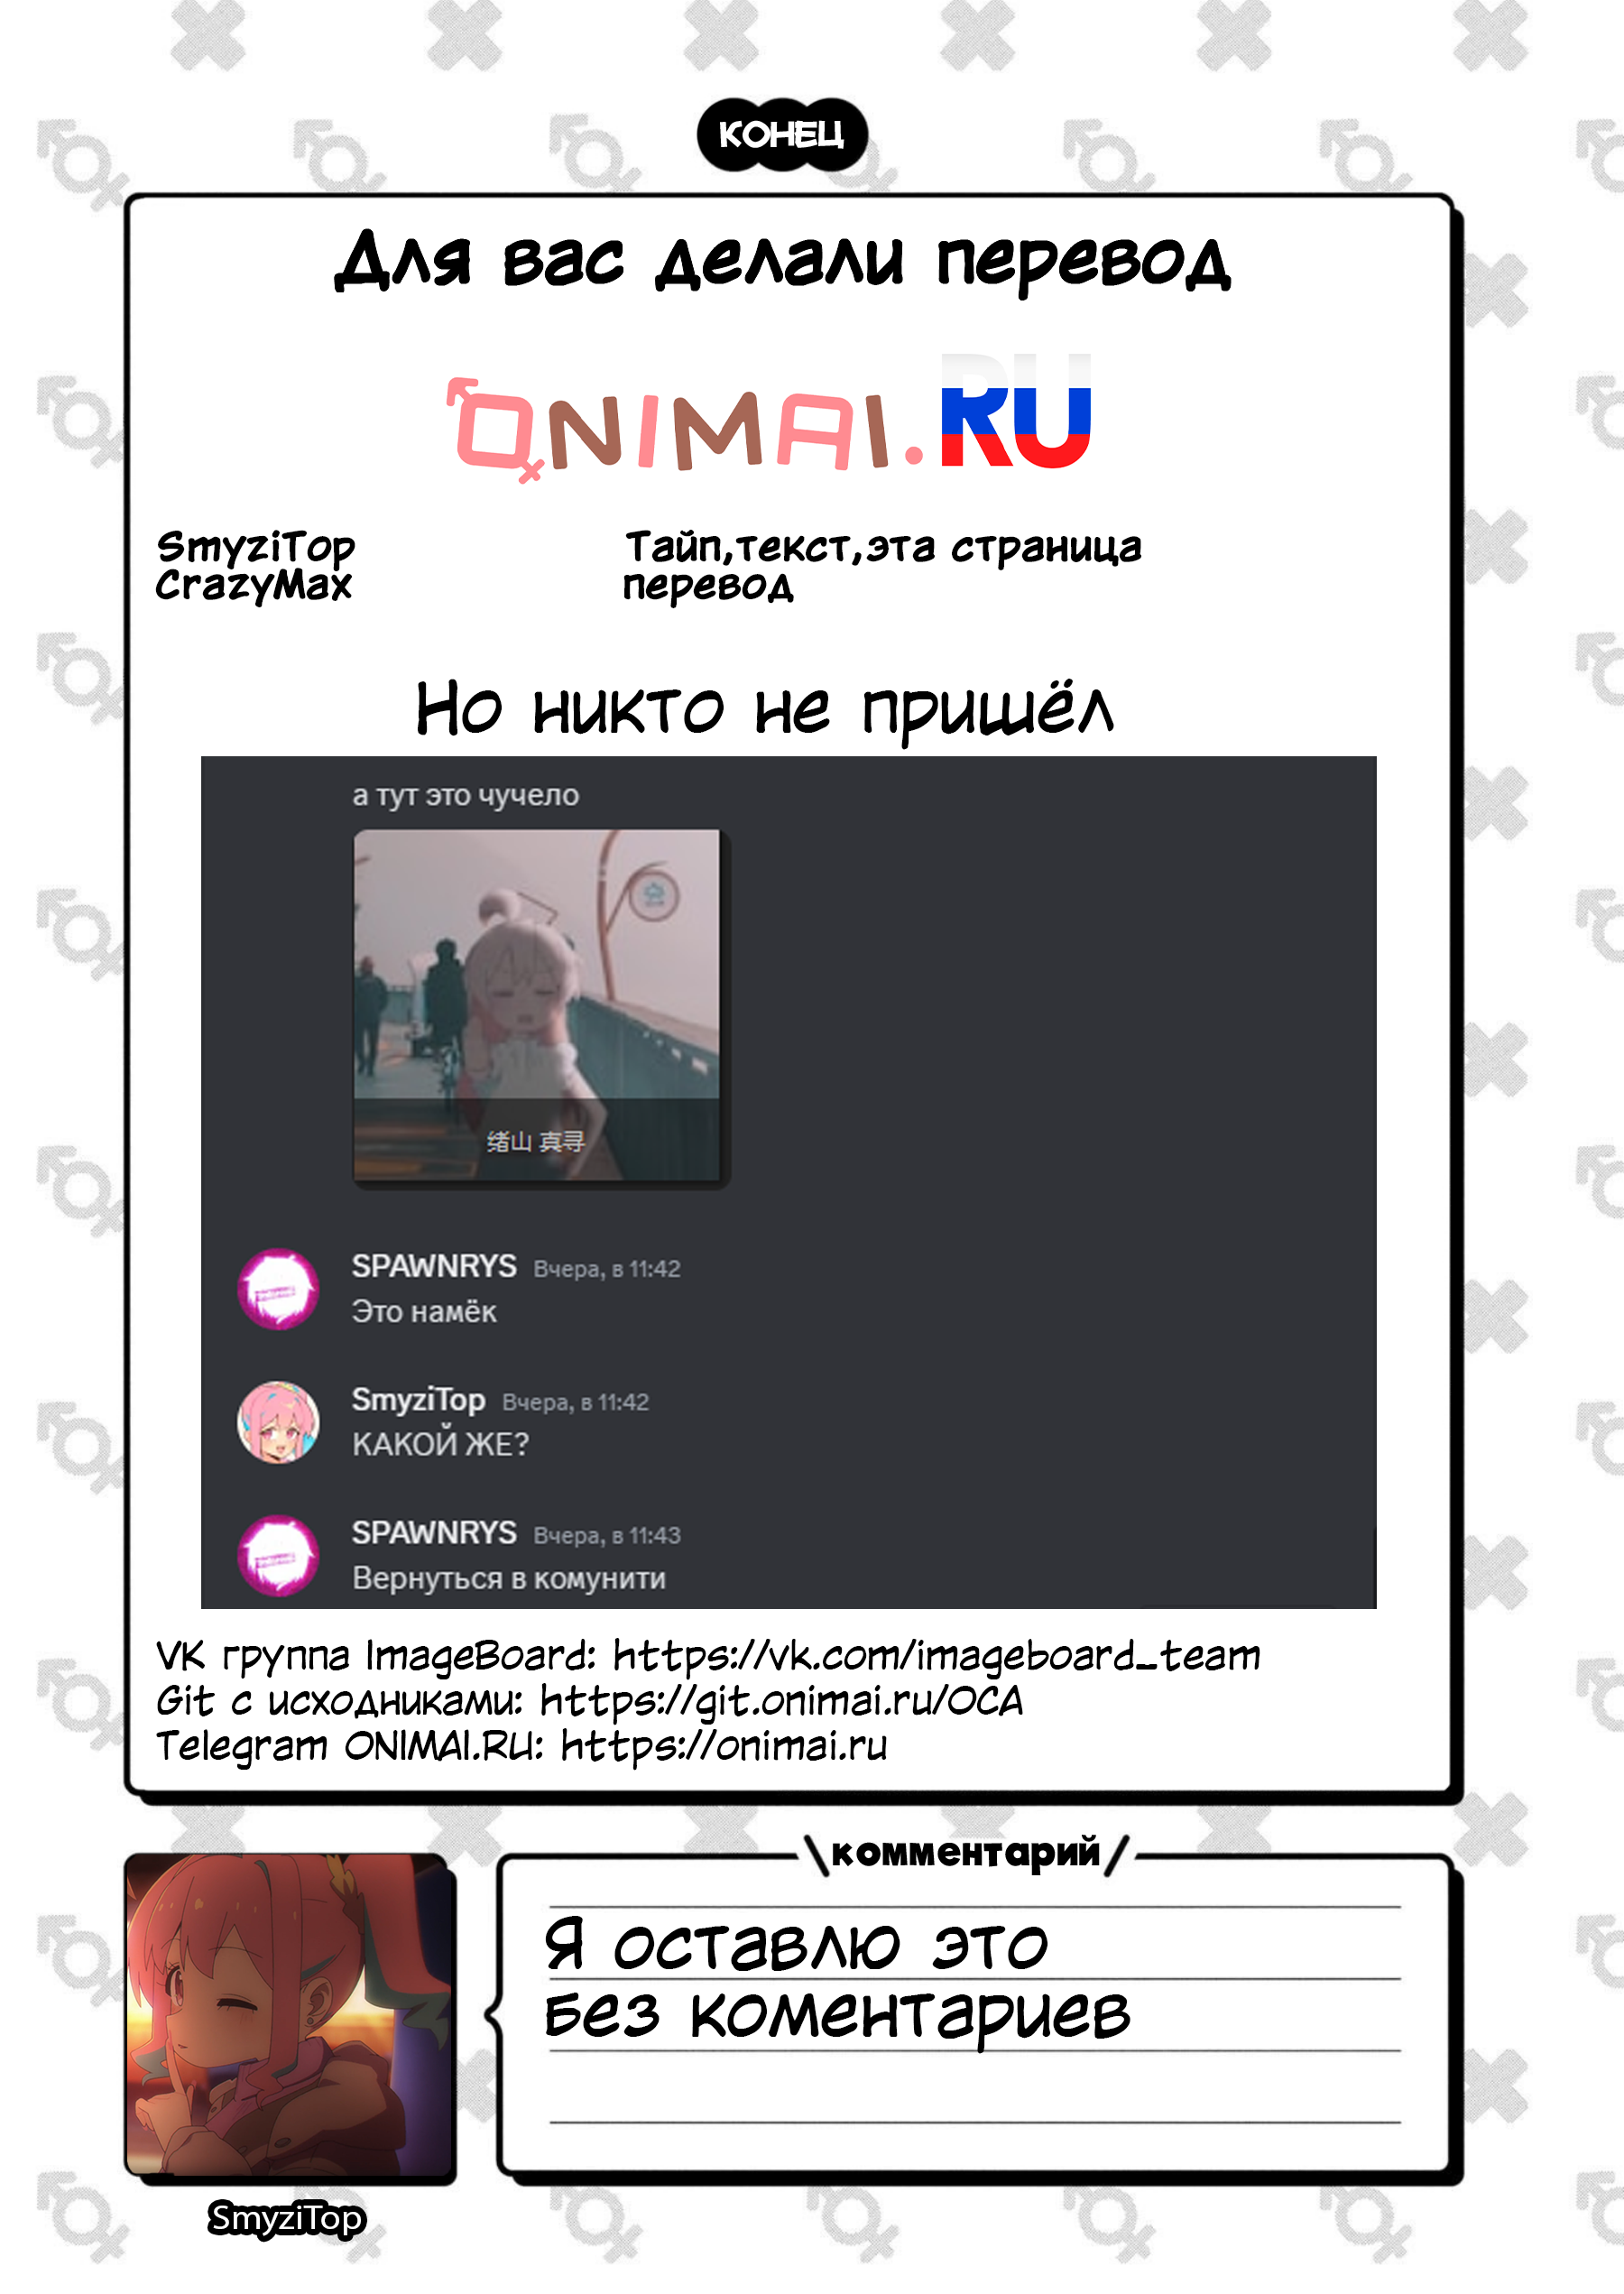 КОНЕЦ
Для вас делали перевод
ONIMAI.RU
SmyziTop Тайп,текст,эта страница
CrazyMax перевод
Но никто не пришёл
а тут это чучело
绪山 真寻
SPAWNRYS Вчера, в 11:42
Это намёк
SmyziTop Вчера, в 11:42
КАКОЙ ЖЕ?
SPAWNRYS Вчера, в 11:43
Вернуться в комунити
VK группа ImageBoard: https://vk.com/imageboard_team
Git с исходниками: https://git.onimai.ru/OCA
Telegram ONIMAI.RU: https://onimai.ru
комментарий
Я оставлю это
без коментариев
SmyziTop